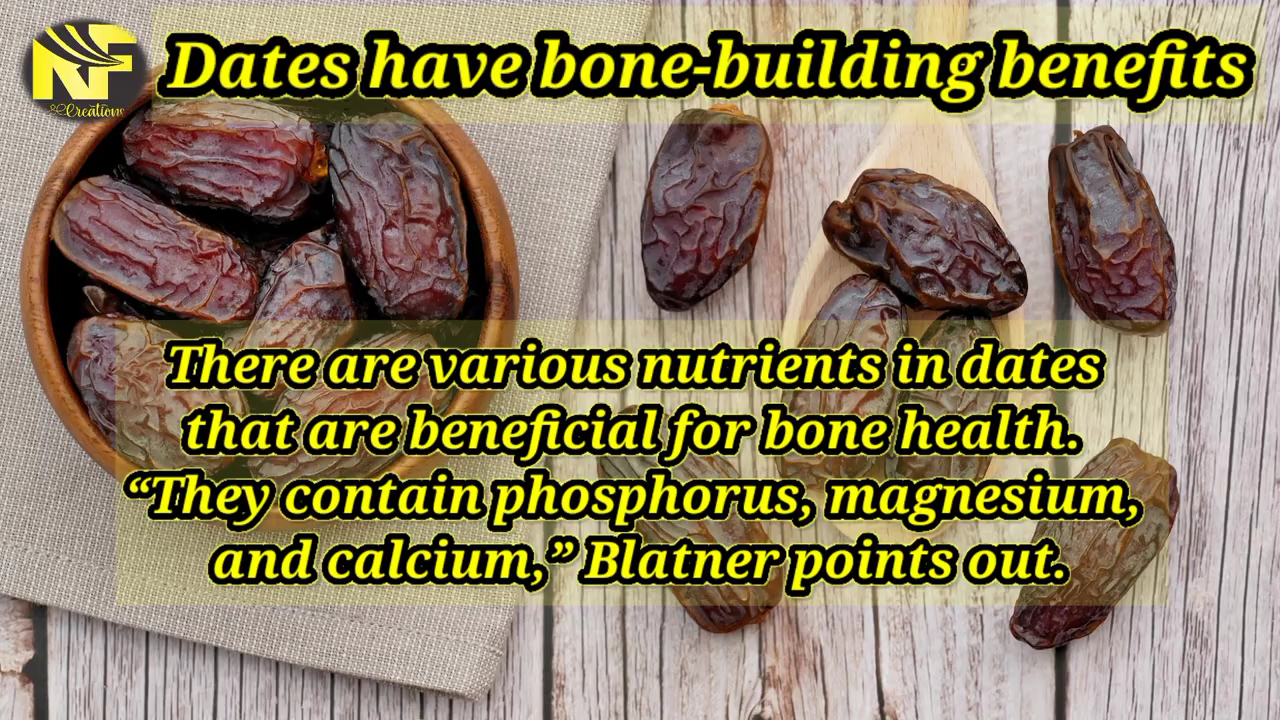 NF
Creations
Dates have bone-building benefits
There are various nutrients in dates
that are beneficial for bone health.
“They contain phosphorus, magnesium,
and calcium,” Blatner points out.